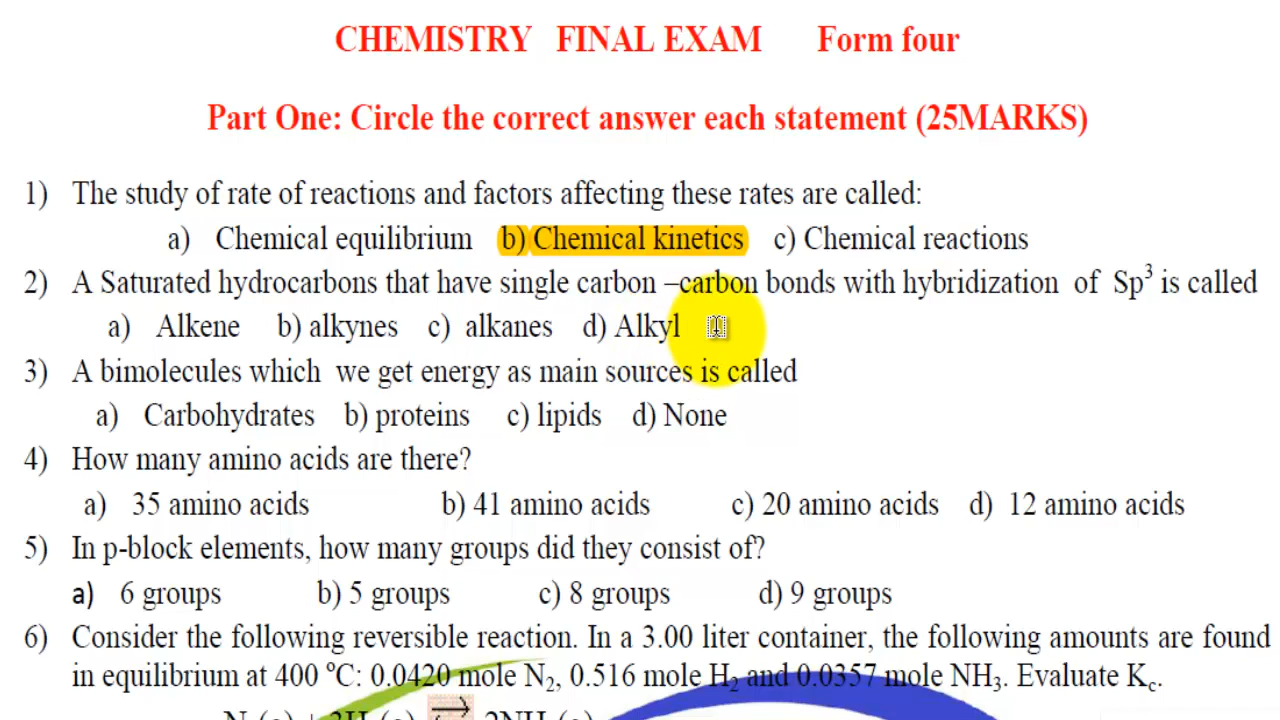 CHEMISTRY FINAL EXAM Form four
Part One: Circle the correct answer each statement (25MARKS)
1) The study of rate of reactions and factors affecting these rates are called:
a) Chemical equilibrium b) Chemical kinetics c) Chemical reactions
2) A Saturated hydrocarbons that have single carbon –carbon bonds with hybridization of Sp³ is called
a) Alkene b) alkynes c) alkanes d) Alkyl
3) A bimolecules which we get energy as main sources is called
a) Carbohydrates b) proteins c) lipids d) None
4) How many amino acids are there?
a) 35 amino acids b) 41 amino acids c) 20 amino acids d) 12 amino acids
5) In p-block elements, how many groups did they consist of?
a) 6 groups b) 5 groups c) 8 groups d) 9 groups
6) Consider the following reversible reaction. In a 3.00 liter container, the following amounts are found
in equilibrium at 400 ºC: 0.0420 mole N₂, 0.516 mole H₂ and 0.0357 mole NH₃. Evaluate Kc.